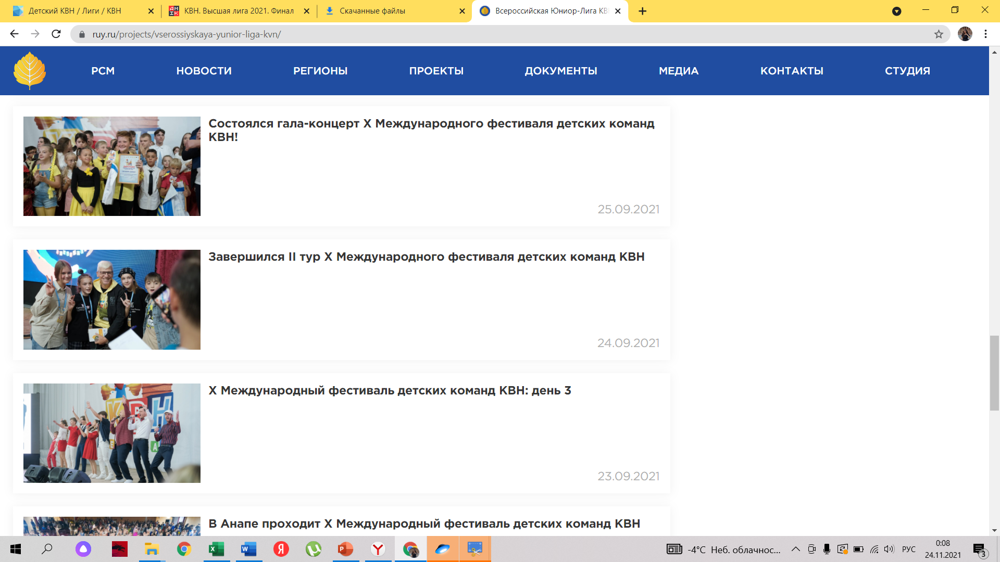 Детский КВН / Лиги / КВН
КВН. Высшая лига 2021. Финал
Скачанные файлы
Всероссийская Юниор-Лига КВ
ruy.ru/projects/vserossiyskaya-yunior-liga-kvn/
РСМ
НОВОСТИ
РЕГИОНЫ
ПРОЕКТЫ
ДОКУМЕНТЫ
МЕДИА
КОНТАКТЫ
СТУДИЯ
Состоялся гала-концерт X Международного фестиваля детских команд
КВН!
25.09.2021
Завершился II тур X Международного фестиваля детских команд КВН
24.09.2021
КВН
X Международный фестиваль детских команд КВН: день 3
23.09.2021
В Анапе проходит X Международный фестиваль детских команд КВН
-4°C Неб. облачнос...
РУС
0:08
24.11.2021
3